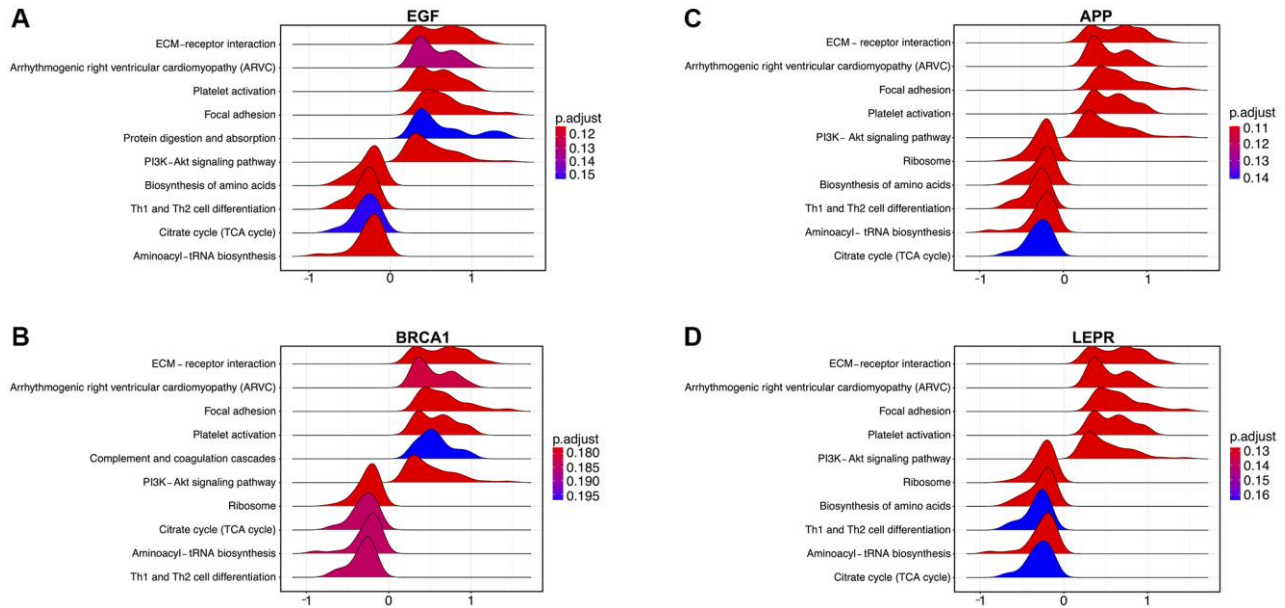 A
EGF
ECM-receptor interaction
Arrhythmogenic right ventricular cardiomyopathy (ARVC)
Platelet activation
Focal adhesion
Protein digestion and absorption
PI3K-Akt signaling pathway
Biosynthesis of amino acids
Th1 and Th2 cell differentiation
Citrate cycle (TCA cycle)
Aminoacyl-tRNA biosynthesis
-1 0 1
p.adjust
0.12
0.13
0.14
0.15
C
APP
ECM- receptor interaction
Arrhythmogenic right ventricular cardiomyopathy (ARVC)
Focal adhesion
Platelet activation
PI3K-Akt signaling pathway
Ribosome
Biosynthesis of amino acids
Th1 and Th2 cell differentiation
Aminoacyl- tRNA biosynthesis
Citrate cycle (TCA cycle)
-1 0 1
p.adjust
0.11
0.12
0.13
0.14
B
BRCA1
ECM- receptor interaction
Arrhythmogenic right ventricular cardiomyopathy (ARVC)
Focal adhesion
Platelet activation
Complement and coagulation cascades
PI3K-Akt signaling pathway
Ribosome
Citrate cycle (TCA cycle)
Aminoacyl-tRNA biosynthesis
Th1 and Th2 cell differentiation
-1 0 1
p.adjust
0.180
0.185
0.190
0.195
D
LEPR
ECM- receptor interaction
Arrhythmogenic right ventricular cardiomyopathy (ARVC)
Focal adhesion
Platelet activation
PI3K-Akt signaling pathway
Ribosome
Biosynthesis of amino acids
Th1 and Th2 cell differentiation
Aminoacyl-tRNA biosynthesis
Citrate cycle (TCA cycle)
-1 0 1
p.adjust
0.13
0.14
0.15
0.16